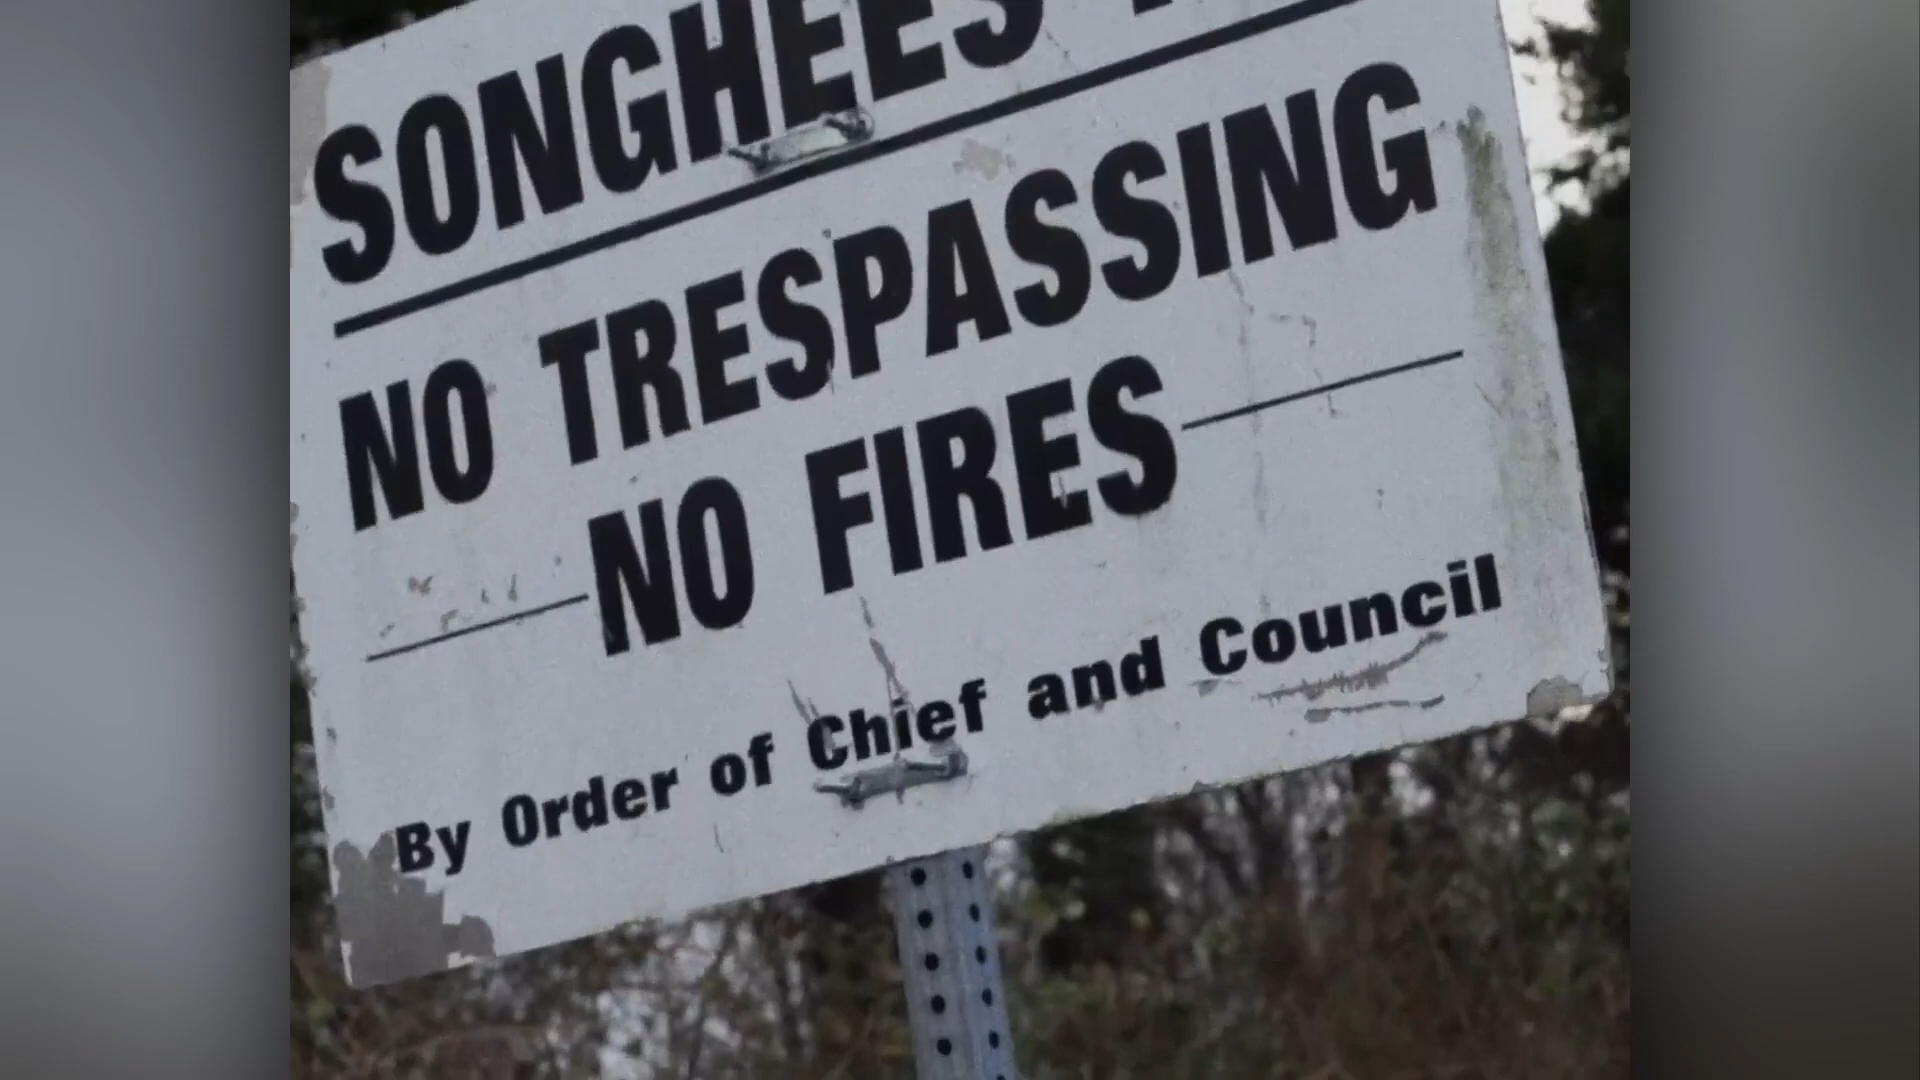 SONGHEES
NO TRESPASSING
NO FIRES
By Order of Chief and Council